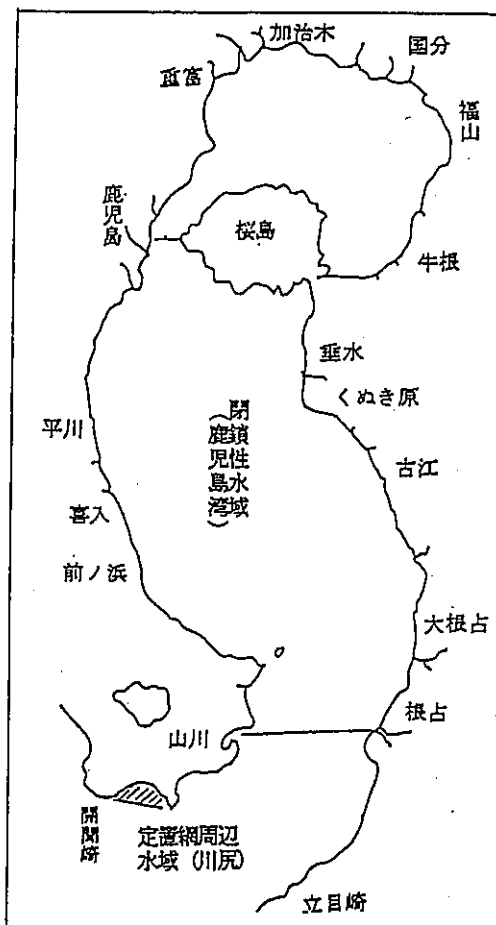 加治木
国分
重富
福山
鹿児島
桜島
牛根
垂水
くぬき原
平川
閉鎖性水域
(鹿児島湾)
古江
喜入
前ノ浜
大根占
根占
山川
開聞崎
定置網周辺
水域 (川尻)
立目崎